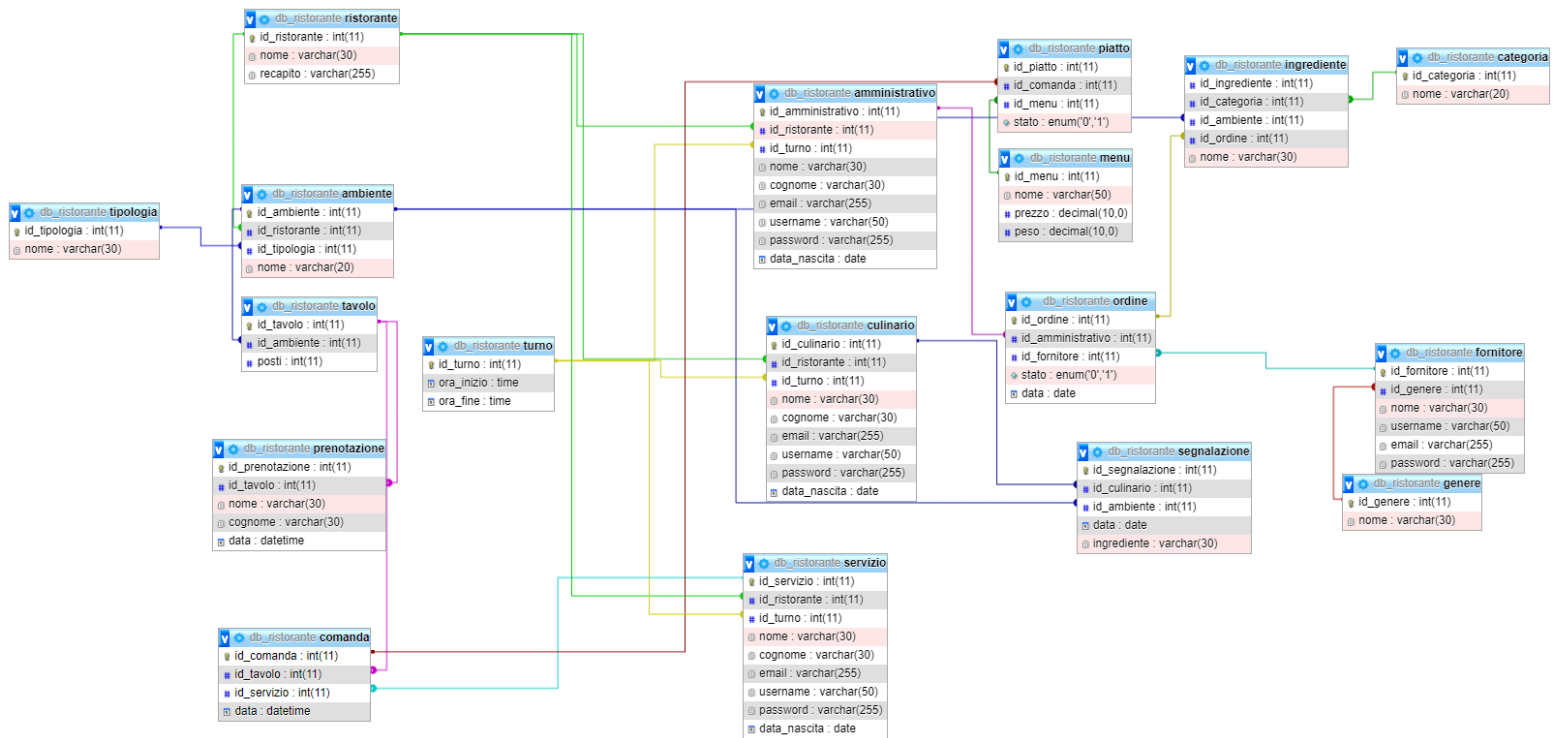 db_ristorante ristorante
id_ristorante : int(11)
nome : varchar(30)
recapito : varchar(255)
db_ristorante tipologia
id_tipologia : int(11)
nome : varchar(30)
db_ristorante ambiente
id_ambiente : int(11)
id_ristorante : int(11)
id_tipologia : int(11)
nome : varchar(20)
db_ristorante tavolo
id_tavolo : int(11)
id_ambiente : int(11)
posti : int(11)
db_ristorante turno
id_turno : int(11)
ora_inizio : time
ora_fine : time
db_ristorante prenotazione
id_prenotazione : int(11)
id_tavolo : int(11)
nome : varchar(30)
cognome : varchar(30)
data : datetime
db_ristorante comanda
id_comanda : int(11)
id_tavolo : int(11)
id_servizio : int(11)
data : datetime
db_ristorante amministrativo
id_amministrativo : int(11)
id_ristorante : int(11)
id_turno : int(11)
nome : varchar(30)
cognome : varchar(30)
email : varchar(255)
username : varchar(50)
password : varchar(255)
data_nascita : date
db_ristorante culinario
id_culinario : int(11)
id_ristorante : int(11)
id_turno : int(11)
nome : varchar(30)
cognome : varchar(30)
email : varchar(255)
username : varchar(50)
password : varchar(255)
data_nascita : date
db_ristorante servizio
id_servizio : int(11)
id_ristorante : int(11)
id_turno : int(11)
nome : varchar(30)
cognome : varchar(30)
email : varchar(255)
username : varchar(50)
password : varchar(255)
data_nascita : date
db_ristorante piatto
id_piatto : int(11)
id_comanda : int(11)
id_menu : int(11)
stato : enum('0','1')
db_ristorante menu
id_menu : int(11)
nome : varchar(50)
prezzo : decimal(10,0)
peso : decimal(10,0)
db_ristorante ordine
id_ordine : int(11)
id_amministrativo : int(11)
id_fornitore : int(11)
stato : enum('0','1')
data : date
db_ristorante segnalazione
id_segnalazione : int(11)
id_culinario : int(11)
id_ambiente : int(11)
data : date
ingrediente : varchar(30)
db_ristorante ingrediente
id_ingrediente : int(11)
id_categoria : int(11)
id_ambiente : int(11)
id_ordine : int(11)
nome : varchar(30)
db_ristorante categoria
id_categoria : int(11)
nome : varchar(20)
db_ristorante fornitore
id_fornitore : int(11)
id_genere : int(11)
nome : varchar(30)
username : varchar(50)
email : varchar(255)
password : varchar(255)
db_ristorante genere
id_genere : int(11)
nome : varchar(30)